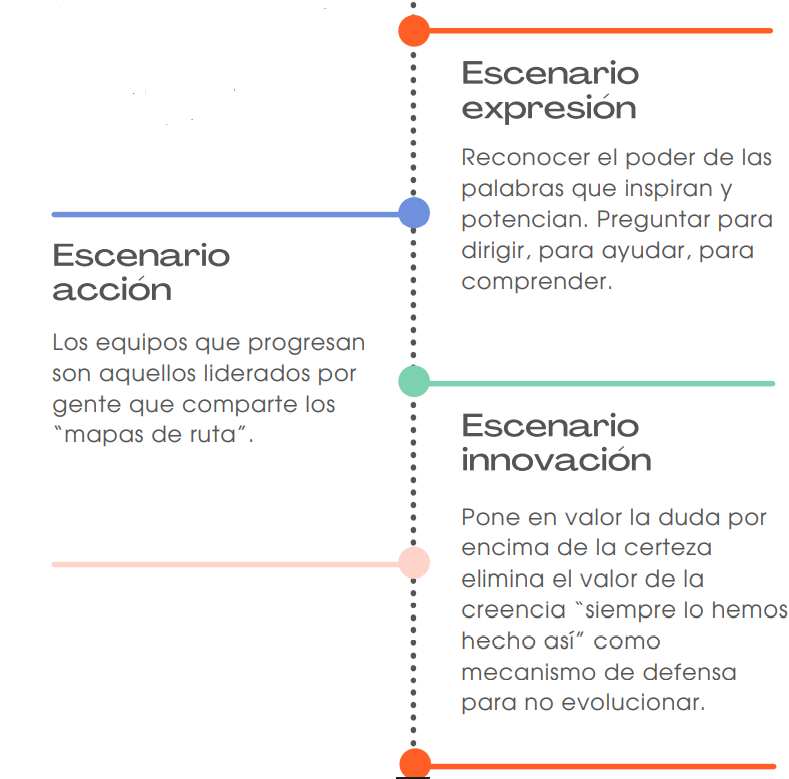 Escenario
expresión
Reconocer el poder de las
palabras que inspiran y
potencian. Preguntar para
dirigir, para ayudar, para
comprender.
Escenario
acción
Los equipos que progresan
son aquellos liderados por
gente que comparte los
“mapas de ruta”.
Escenario
innovación
Pone en valor la duda por
encima de la certeza
elimina el valor de la
creencia “siempre lo hemos
hecho así” como
mecanismo de defensa
para no evolucionar.